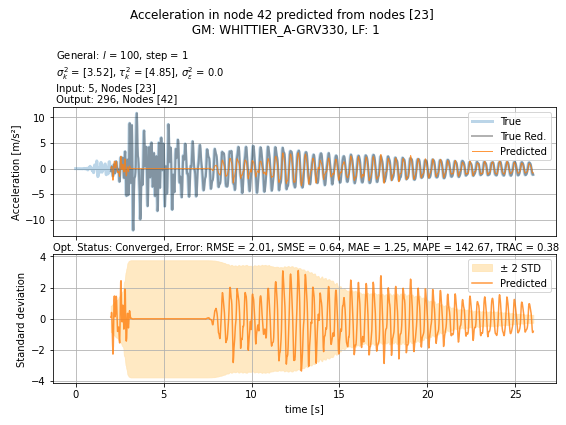 Acceleration in node 42 predicted from nodes [23]
GM: WHITTIER_A-GRV330, LF: 1
General: l = 100, step = 1
σ²ₖ = [3.52], τ²ₖ = [4.85], σ²ε = 0.0
Input: 5, Nodes [23]
Output: 296, Nodes [42]
Acceleration [m/s²]
10
5
0
−5
−10
True
True Red.
Predicted
Opt. Status: Converged, Error: RMSE = 2.01, SMSE = 0.64, MAE = 1.25, MAPE = 142.67, TRAC = 0.38
Standard deviation
4
2
0
−2
−4
± 2 STD
Predicted
0 5 10 15 20 25
time [s]